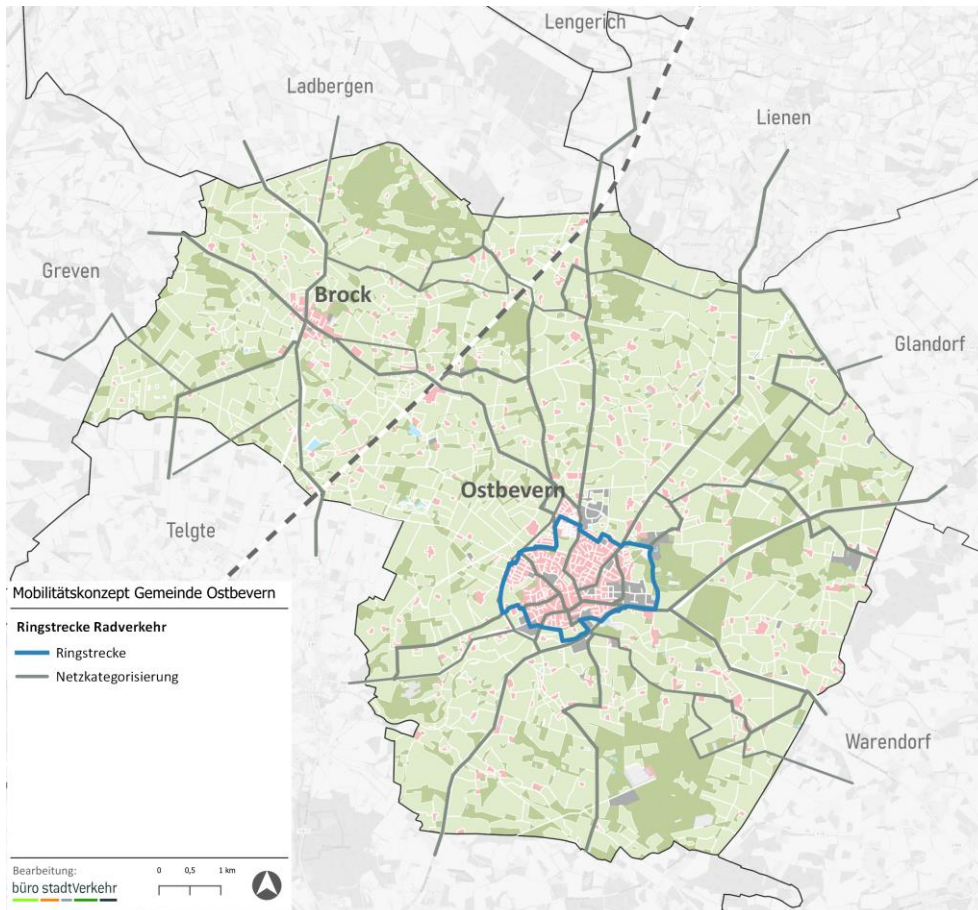 Lengerich
Ladbergen
Lienen
Greven
Brock
Glandorf
Ostbevern
Telgte
Warendorf
Mobilitätskonzept Gemeinde Ostbevern
Ringstrecke Radverkehr
Ringstrecke
Netzkategorisierung
Bearbeitung:
büro stadtVerkehr
0 0,5 1 km